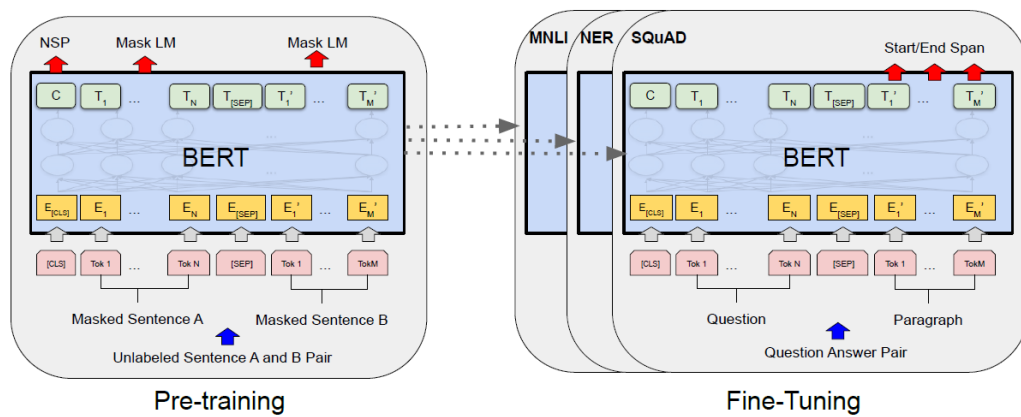 NSP Mask LM Mask LM
C T1 ... TN T[SEP] T1' ... TM'
...
BERT
...
E[CLS] E1 ... EN E[SEP] E1' ... EM'
[CLS] Tok 1 ... Tok N [SEP] Tok 1 ... TokM
Masked Sentence A Masked Sentence B
Unlabeled Sentence A and B Pair
Pre-training
MNLI NER SQuAD
Start/End Span
C T1 ... TN T[SEP] T1' ... TM'
...
BERT
...
E[CLS] E1 ... EN E[SEP] E1' ... EM'
[CLS] Tok 1 ... Tok N [SEP] Tok 1 ... TokM
Question Paragraph
Question Answer Pair
Fine-Tuning